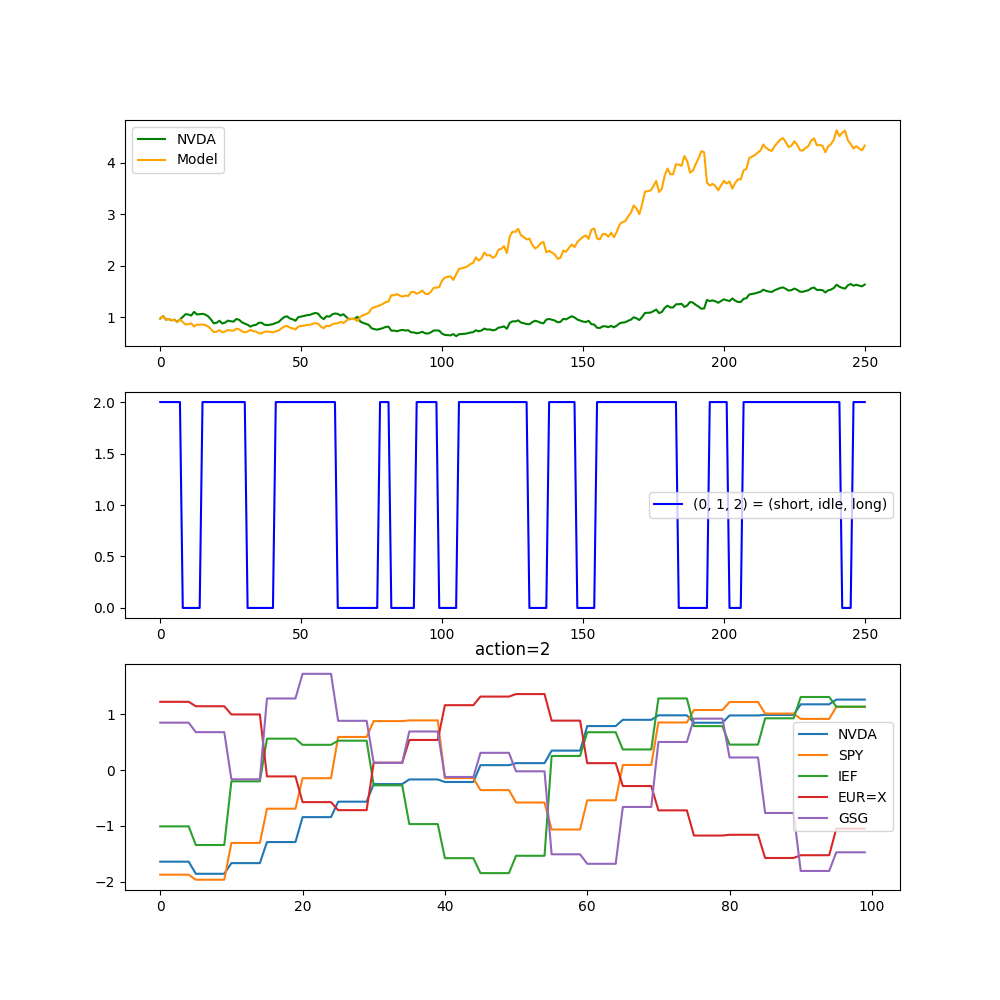 NVDA
Model
4
3
2
1
0 50 100 150 200 250
2.0
1.5
1.0
0.5
0.0
(0, 1, 2) = (short, idle, long)
0 50 100 150 200 250
action=2
1
0
−1
−2
NVDA
SPY
IEF
EUR=X
GSG
0 20 40 60 80 100